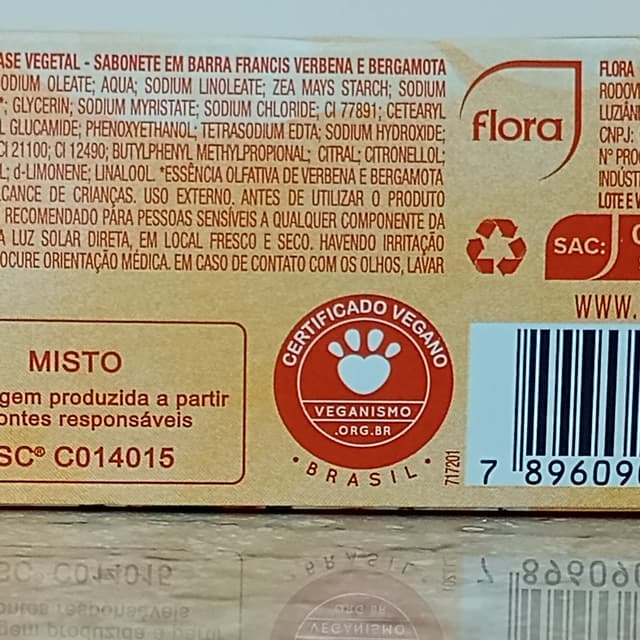 ASE VEGETAL - SABONETE EM BARRA FRANCIS VERBENA E BERGAMOTA
SODIUM OLEATE; AQUA; SODIUM LINOLEATE; ZEA MAYS STARCH; SODIUM
*; GLYCERIN; SODIUM MYRISTATE; SODIUM CHLORIDE; CI 77891; CETEARYL
L GLUCAMIDE; PHENOXYETHANOL; TETRASODIUM EDTA; SODIUM HYDROXIDE;
CI 21100; CI 12490; BUTYLPHENYL METHYLPROPIONAL; CITRAL; CITRONELLOL;
L; d-LIMONENE; LINALOOL. *ESSÊNCIA OLFATIVA DE VERBENA E BERGAMOTA
LCANCE DE CRIANÇAS. USO EXTERNO. ANTES DE UTILIZAR O PRODUTO
RECOMENDADO PARA PESSOAS SENSÍVEIS A QUALQUER COMPONENTE DA
A LUZ SOLAR DIRETA, EM LOCAL FRESCO E SECO. HAVENDO IRRITAÇÃO
OCURE ORIENTAÇÃO MÉDICA. EM CASO DE CONTATO COM OS OLHOS, LAVAR
flora
FLORA
RODOVI
LUZIÂN
CNPJ:
Nº PRO
INDÚST
LOTE E V
SAC:
WWW.
MISTO
gem produzida a partir
ontes responsáveis
SC® C014015
CERTIFICADO VEGANO
VEGANISMO
.ORG.BR
• BRASIL •
717201
7 896090